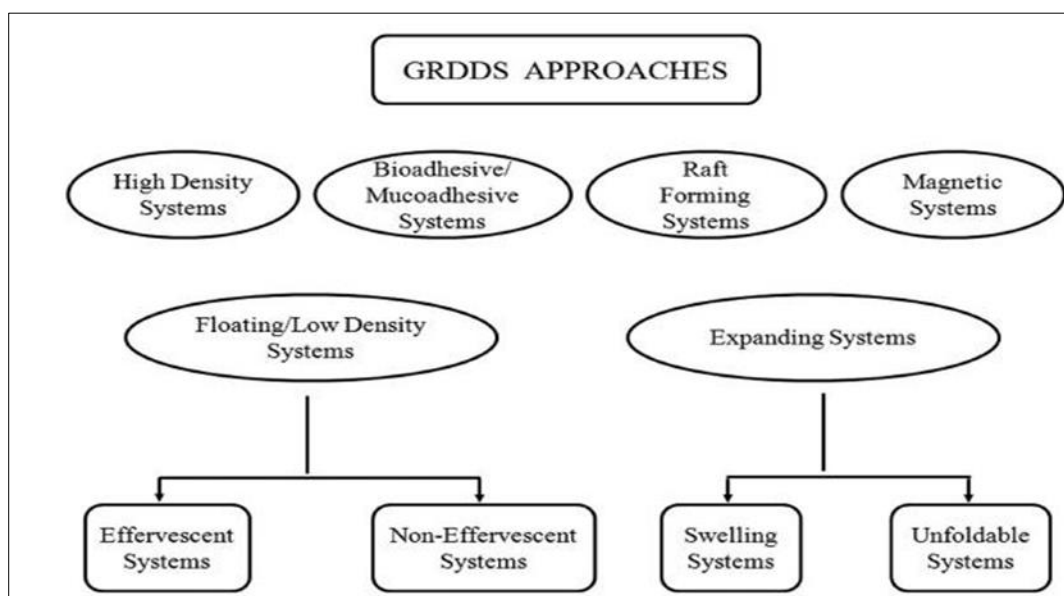 GRDDS APPROACHES
High Density
Systems
Bioadhesive/
Mucoadhesive
Systems
Raft
Forming
Systems
Magnetic
Systems
Floating/Low Density
Systems
Expanding Systems
Effervescent
Systems
Non-Effervescent
Systems
Swelling
Systems
Unfoldable
Systems